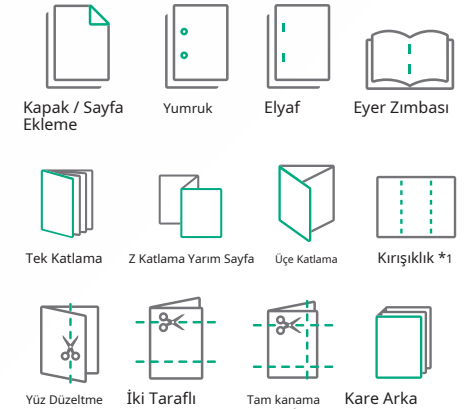 Kapak / Sayfa
Ekleme
Yumruk
Elyaf
Eyer Zımbası
Tek Katlama
Z Katlama Yarım Sayfa
Üçe Katlama
Kırışıklık *1
Yüz Düzeltme
İki Taraflı
Tam kanama
Kare Arka